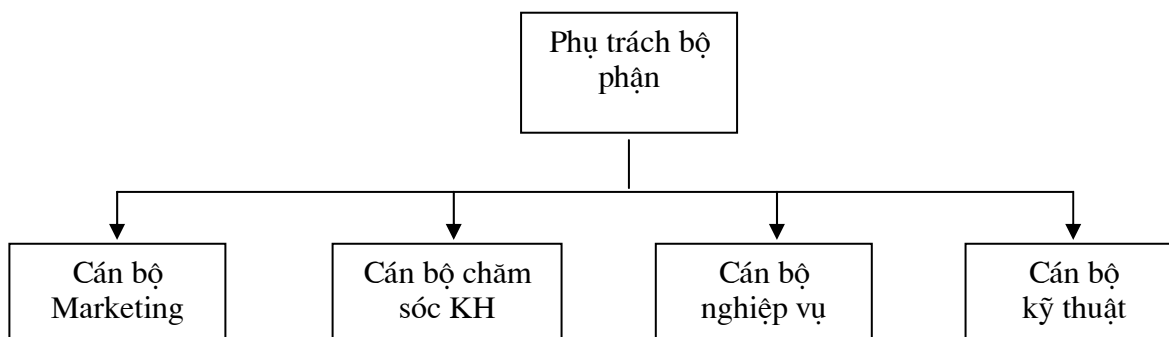 Phụ trách bộ
phận
Cán bộ
Marketing
Cán bộ chăm
sóc KH
Cán bộ
nghiệp vụ
Cán bộ
kỹ thuật